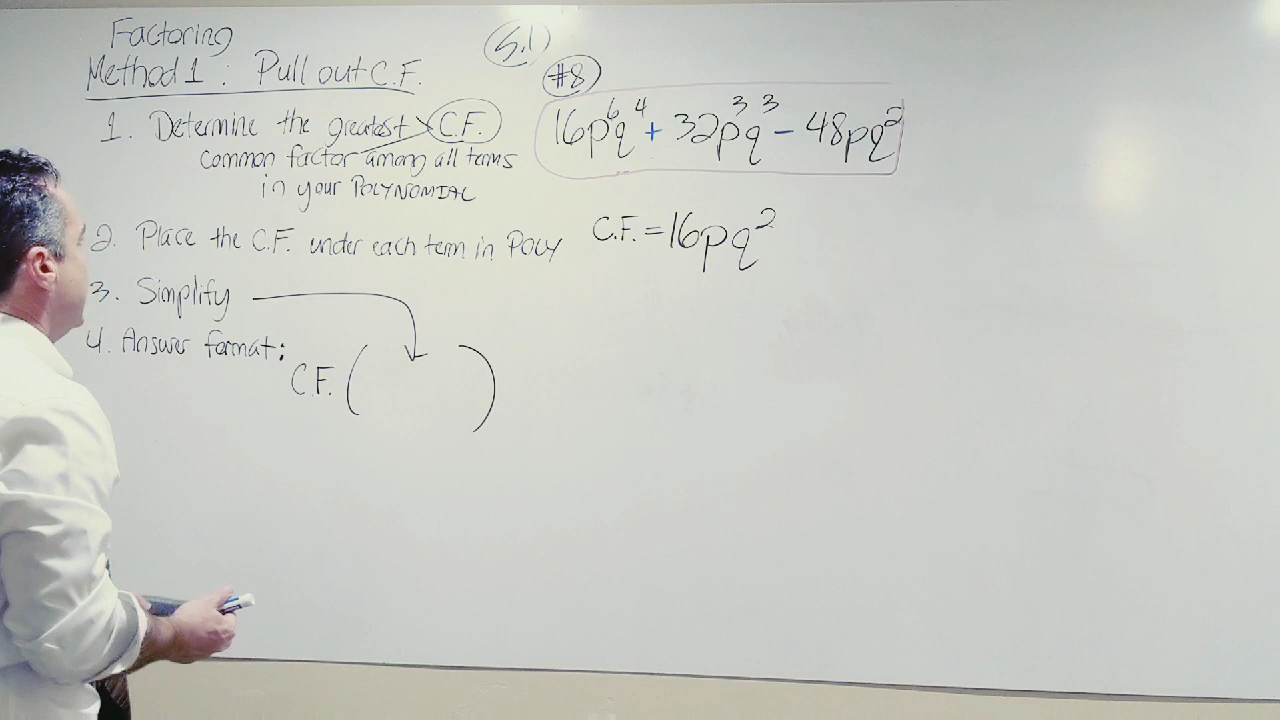 Factoring
Method 1: Pull out C.F.
1. Determine the greatest C.F.
common factor among all terms
in your POLYNOMIAL
2. Place the C.F. under each term in POLY
3. Simplify
4. Answer format:
C.F. ( )
5.1
#8
16p⁶q⁴ + 32p³q³ - 48pq²
C.F. = 16pq²